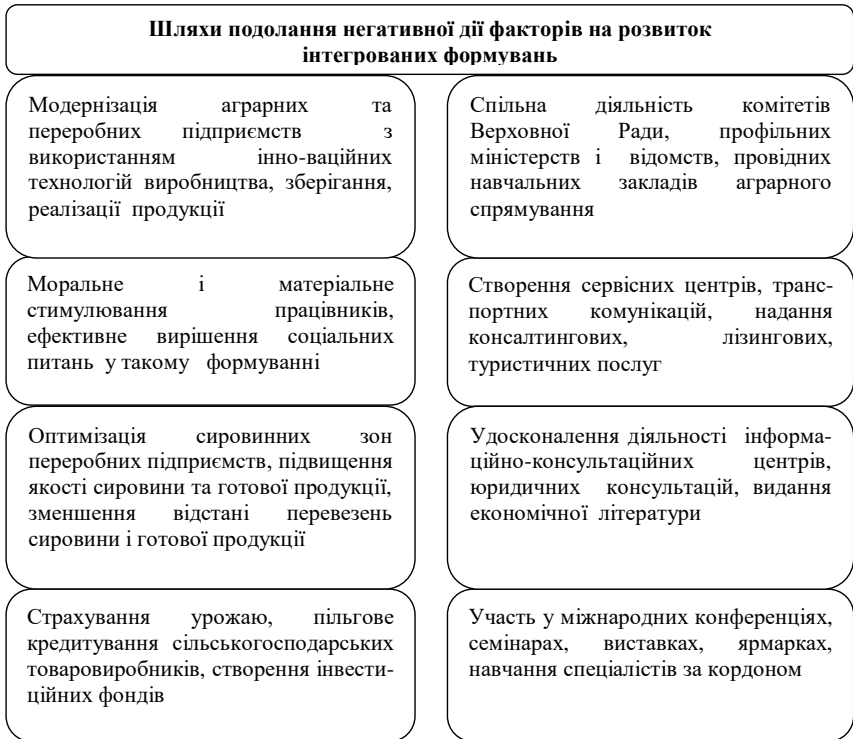 Шляхи подолання негативної дії факторів на розвиток
інтегрованих формувань
Модернізація аграрних та
переробних підприємств з
використанням інно-ваційних
технологій виробництва, зберігання,
реалізації продукції
Спільна діяльність комітетів
Верховної Ради, профільних
міністерств і відомств, провідних
навчальних закладів аграрного
спрямування
Моральне і матеріальне
стимулювання працівників,
ефективне вирішення соціальних
питань у такому формуванні
Створення сервісних центрів, транс-
портних комунікацій, надання
консалтингових, лізингових,
туристичних послуг
Оптимізація сировинних зон
переробних підприємств, підвищення
якості сировини та готової продукції,
зменшення відстані перевезень
сировини і готової продукції
Удосконалення діяльності інформа-
ційно-консультаційних центрів,
юридичних консультацій, видання
економічної літератури
Страхування урожаю, пільгове
кредитування сільськогосподарських
товаровиробників, створення інвести-
ційних фондів
Участь у міжнародних конференціях,
семінарах, виставках, ярмарках,
навчання спеціалістів за кордоном